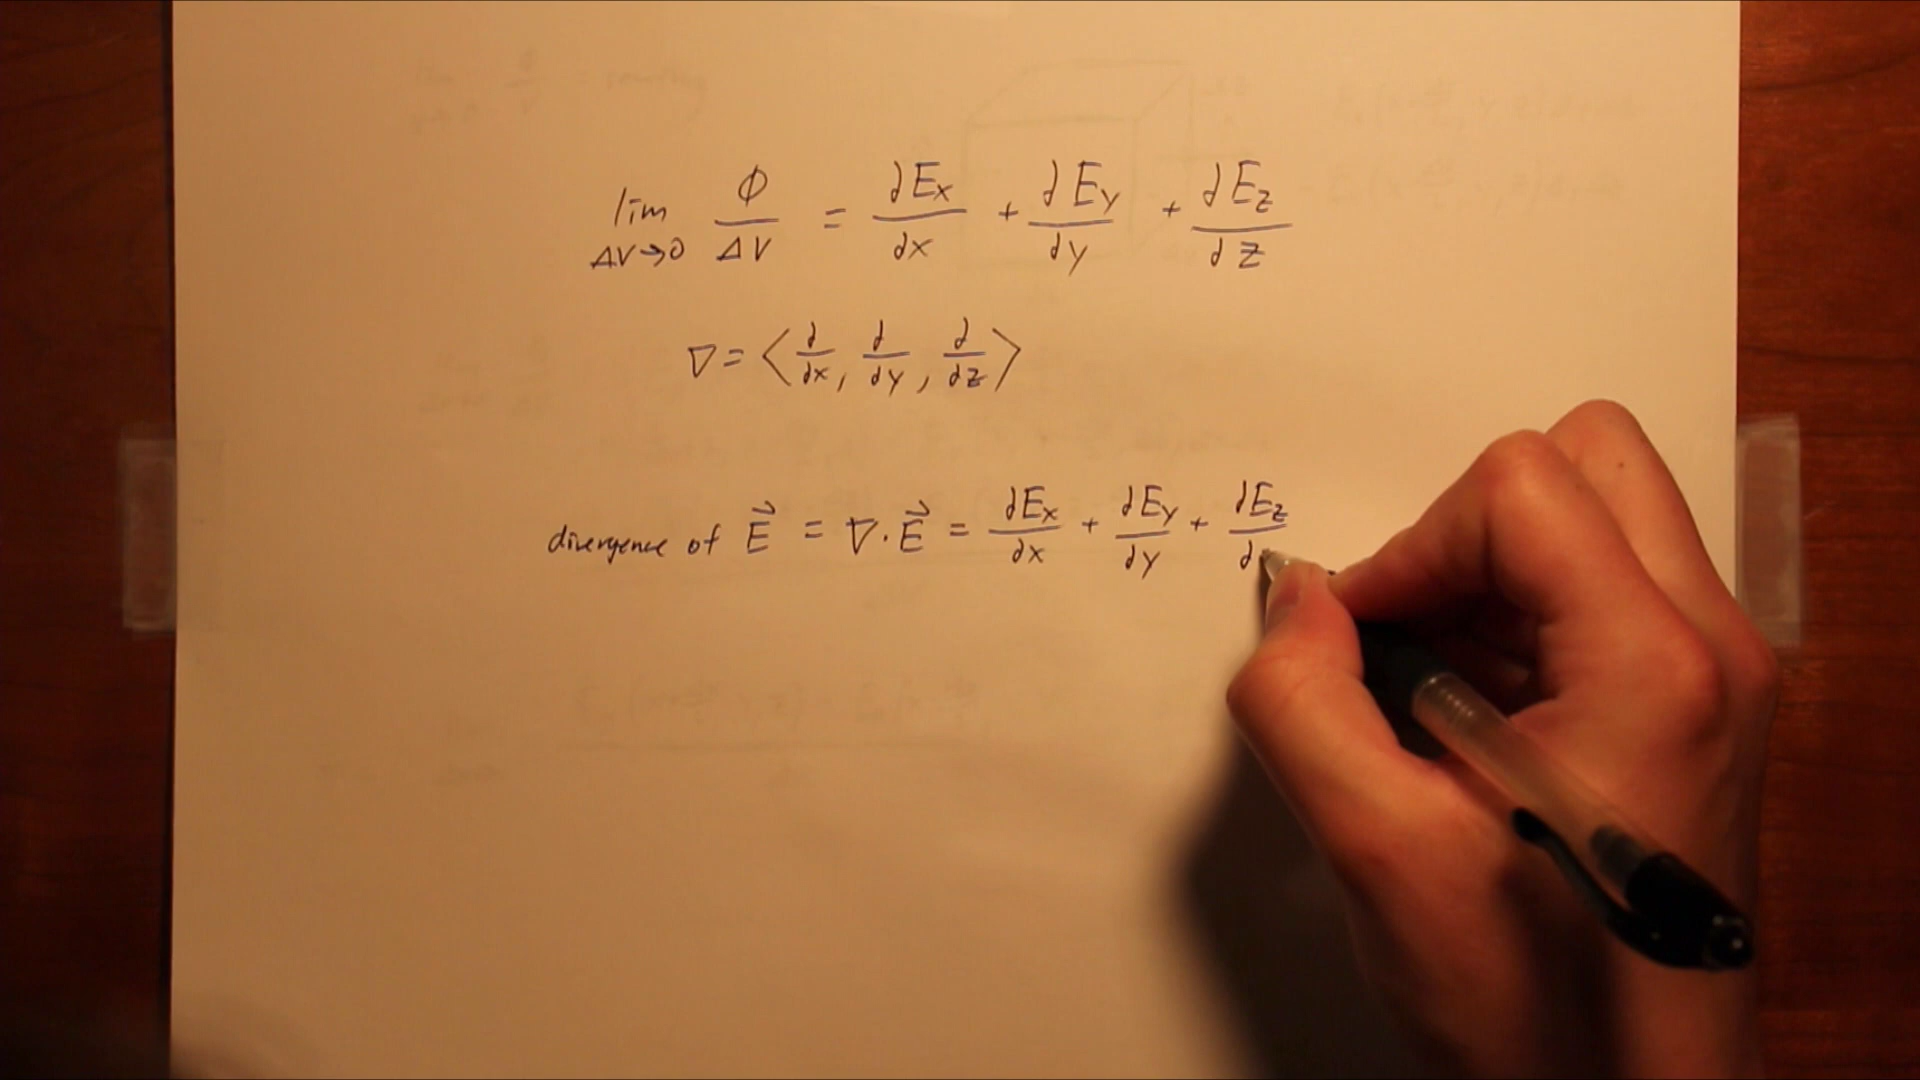 lim ΔV→0 Φ/ΔV = ∂Ex/∂x + ∂Ey/∂y + ∂Ez/∂z
∇ = ⟨∂/∂x, ∂/∂y, ∂/∂z⟩
divergence of E⃗ = ∇·E⃗ = ∂Ex/∂x + ∂Ey/∂y + ∂Ez/∂